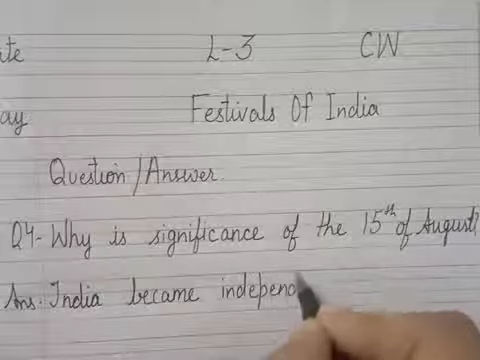 ate L-3 CW
ay Festivals Of India
Question/Answer
Q4- Why is significance of the 15th of August?
Ans. India became independ